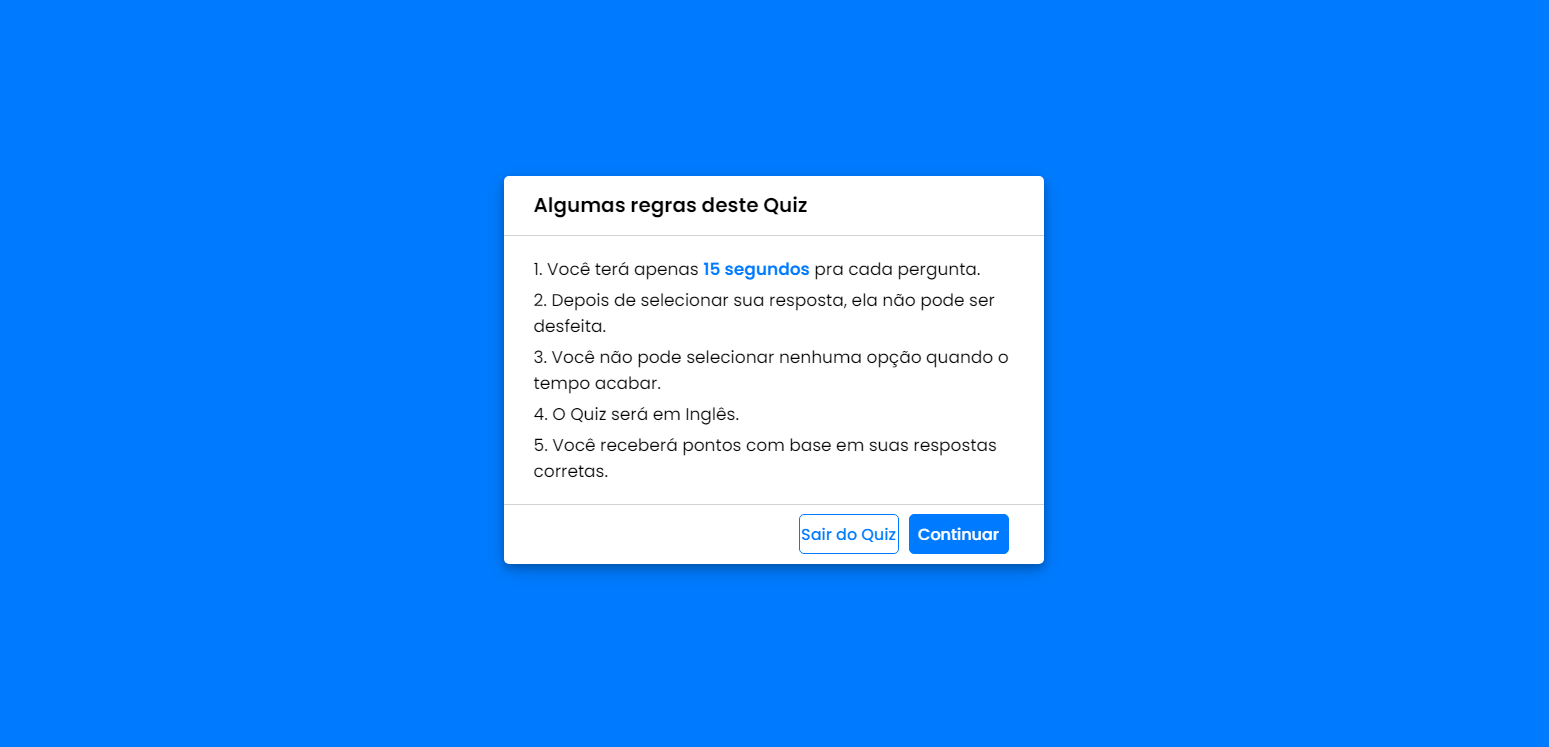 Algumas regras deste Quiz
1. Você terá apenas 15 segundos pra cada pergunta.
2. Depois de selecionar sua resposta, ela não pode ser
desfeita.
3. Você não pode selecionar nenhuma opção quando o
tempo acabar.
4. O Quiz será em Inglês.
5. Você receberá pontos com base em suas respostas
corretas.
Sair do Quiz Continuar